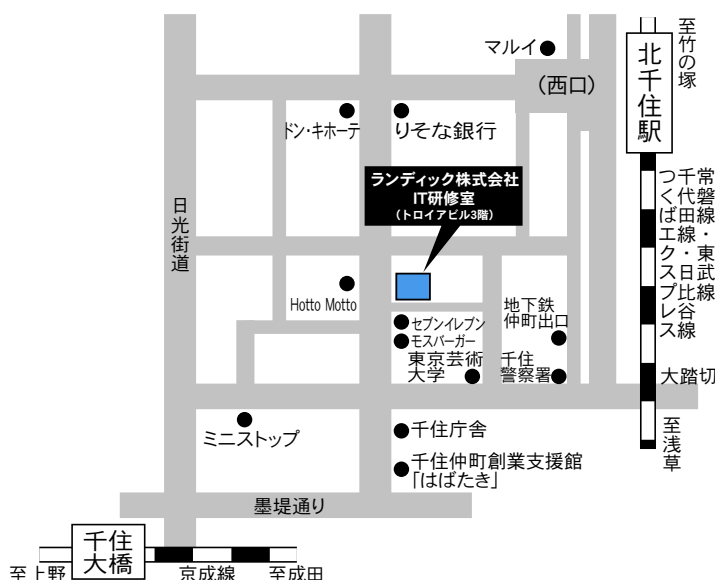 マルイ
至竹の塚
北千住駅
(西口)
ドン・キホーテ
りそな銀行
ランディック株式会社
IT研修室
(トロイアビル3階)
日光街道
常磐線・東武線
千代田線・日比谷線
つくばエクスプレス
Hotto Motto
地下鉄
仲町出口
セブンイレブン
モスバーガー
東京芸術
大学
千住
警察署
大踏切
ミニストップ
千住庁舎
至浅草
千住仲町創業支援館
「はばたき」
墨堤通り
千住
大橋
至上野
京成線
至成田